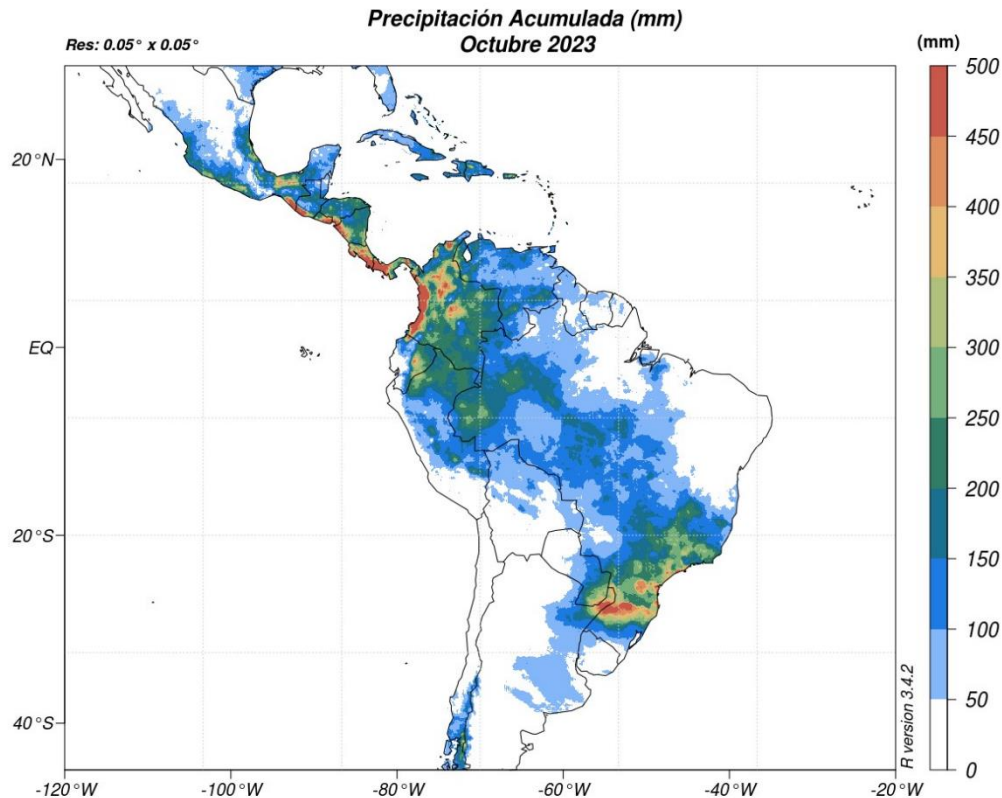 Precipitación Acumulada (mm)
Octubre 2023
Res: 0.05° x 0.05°
(mm)
500
450
400
350
300
250
200
150
100
50
0
20°N
EQ
20°S
40°S
-120°W
-100°W
-80°W
-60°W
-40°W
-20°W
R version 3.4.2